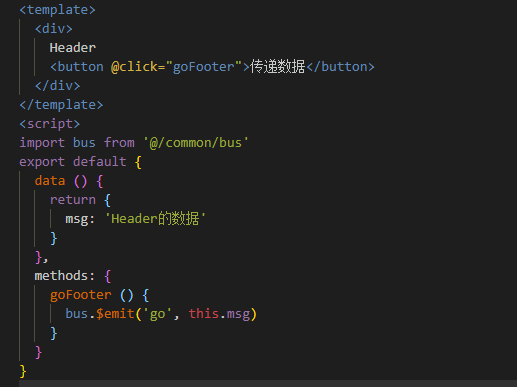 <template>
  <div>
    Header
    <button @click="goFooter">传递数据</button>
  </div>
</template>
<script>
import bus from '@/common/bus'
export default {
  data () {
    return {
      msg: 'Header的数据'
    }
  },
  methods: {
    goFooter () {
      bus.$emit('go', this.msg)
    }
  }
}